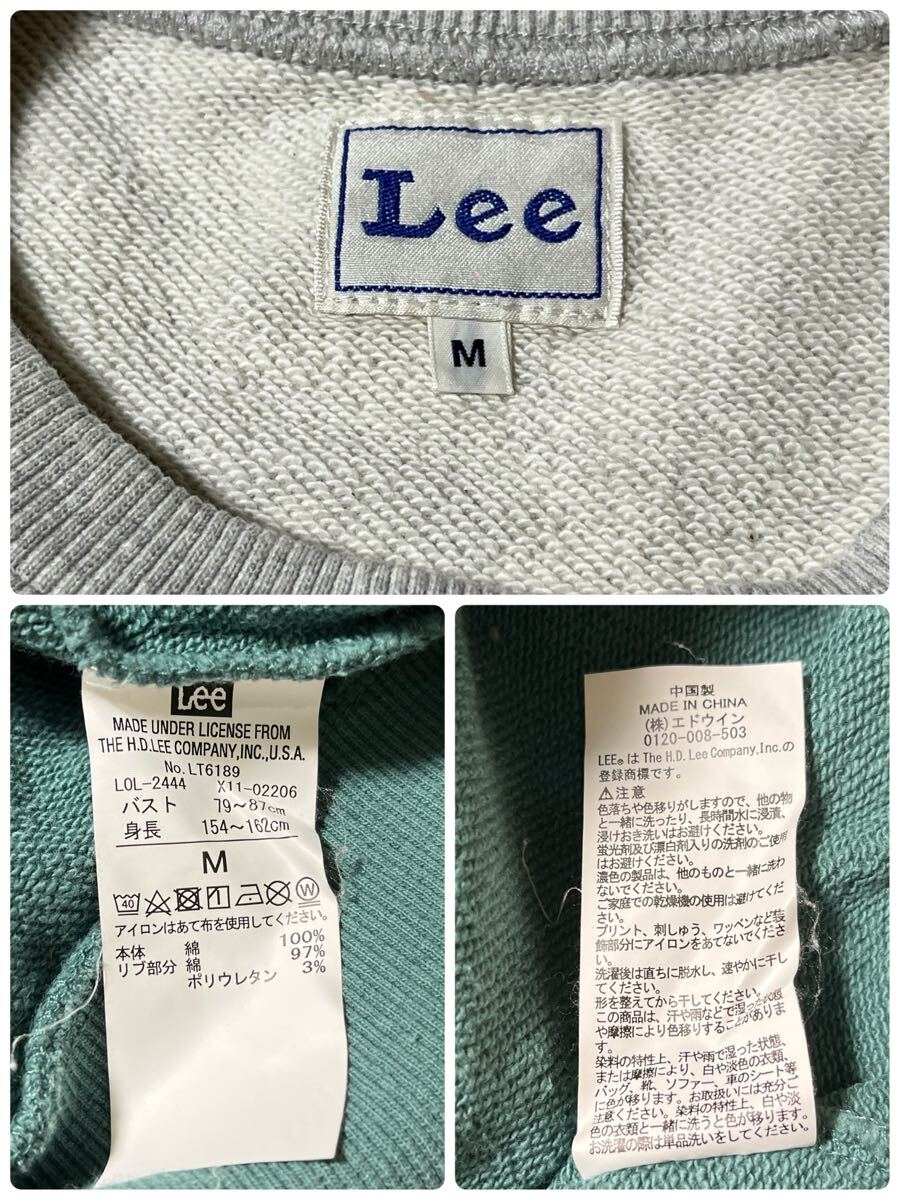 Lee
M
Lee
MADE UNDER LICENSE FROM
THE H.D.LEE COMPANY,INC.,U.S.A.
No. LT6189
LOL-2444 X11-02206
バスト 79～87cm
身長 154～162cm
M
40
アイロンはあて布を使用してください。
本体 綿 100%
リブ部分 綿 97%
ポリウレタン 3%
中国製
MADE IN CHINA
(株)エドウイン
0120-008-503
LEE® は The H.D. Lee Company,Inc.の
登録商標です。
⚠注意
色落ちや色移りがしますので、他の物
と一緒に洗ったり、長時間水に浸漬、
浸けおき洗いはお避けください。
蛍光剤及び漂白剤入りの洗剤のご使用
はお避けください。
濃色の製品は、他のものと一緒に洗わ
ないでください。
ご家庭での乾燥機の使用は避けてくだ
さい。
プリント、刺しゅう、ワッペンなど装
飾部分にアイロンをあてないでくださ
い。
洗濯後は直ちに脱水し、速やかに干し
てください。
形を整えてから干してください。
この商品は、汗や雨などで湿った状態
や摩擦により色移りすることがありま
す。
染料の特性上、汗や雨で湿った状態、
または摩擦により、白や淡色の衣類、
バッグ、靴、ソファー、車のシート等
に色が移ります。お取扱いには充分ご
注意ください。染料の特性上、白や淡
色の衣類と一緒に洗うと色が移ります。
お洗濯の際は単品洗いをしてください。